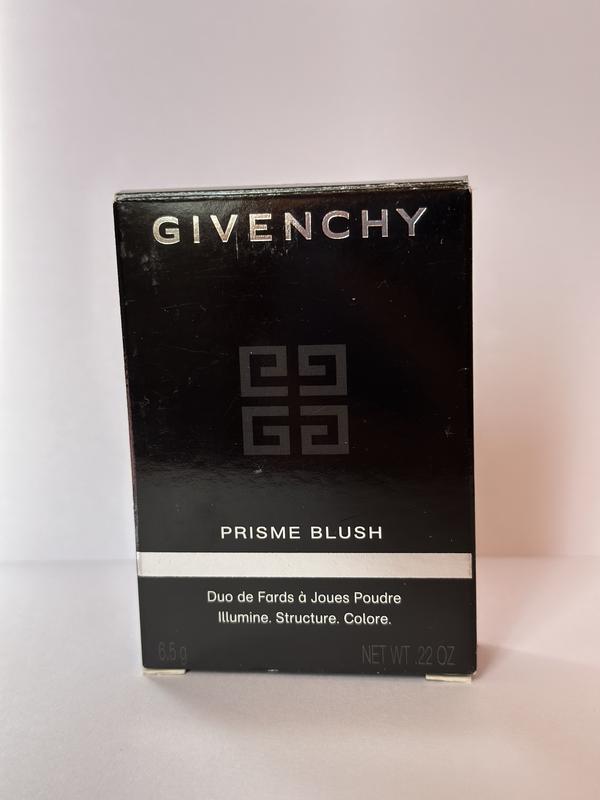 GIVENCHY
PRISME BLUSH
Duo de Fards à Joues Poudre
Illumine. Structure. Colore.
6.5 g NET WT .22 OZ